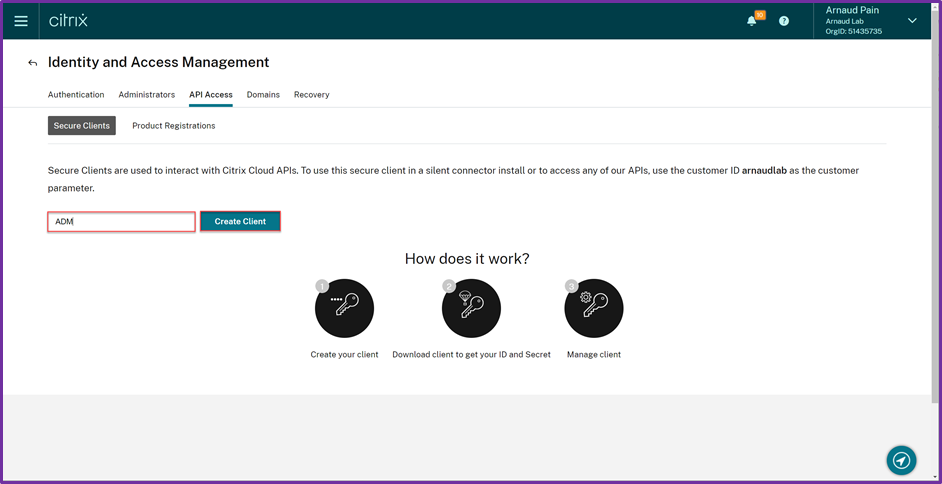 citrix
10
?
Arnaud Pain
Arnaud Lab
OrgID: 51435735
Identity and Access Management
Authentication Administrators API Access Domains Recovery
Secure Clients Product Registrations
Secure Clients are used to interact with Citrix Cloud APIs. To use this secure client in a silent connector install or to access any of our APIs, use the customer ID arnaudlab as the customer
parameter.
ADM Create Client
How does it work?
1 2 3
Create your client Download client to get your ID and Secret Manage client